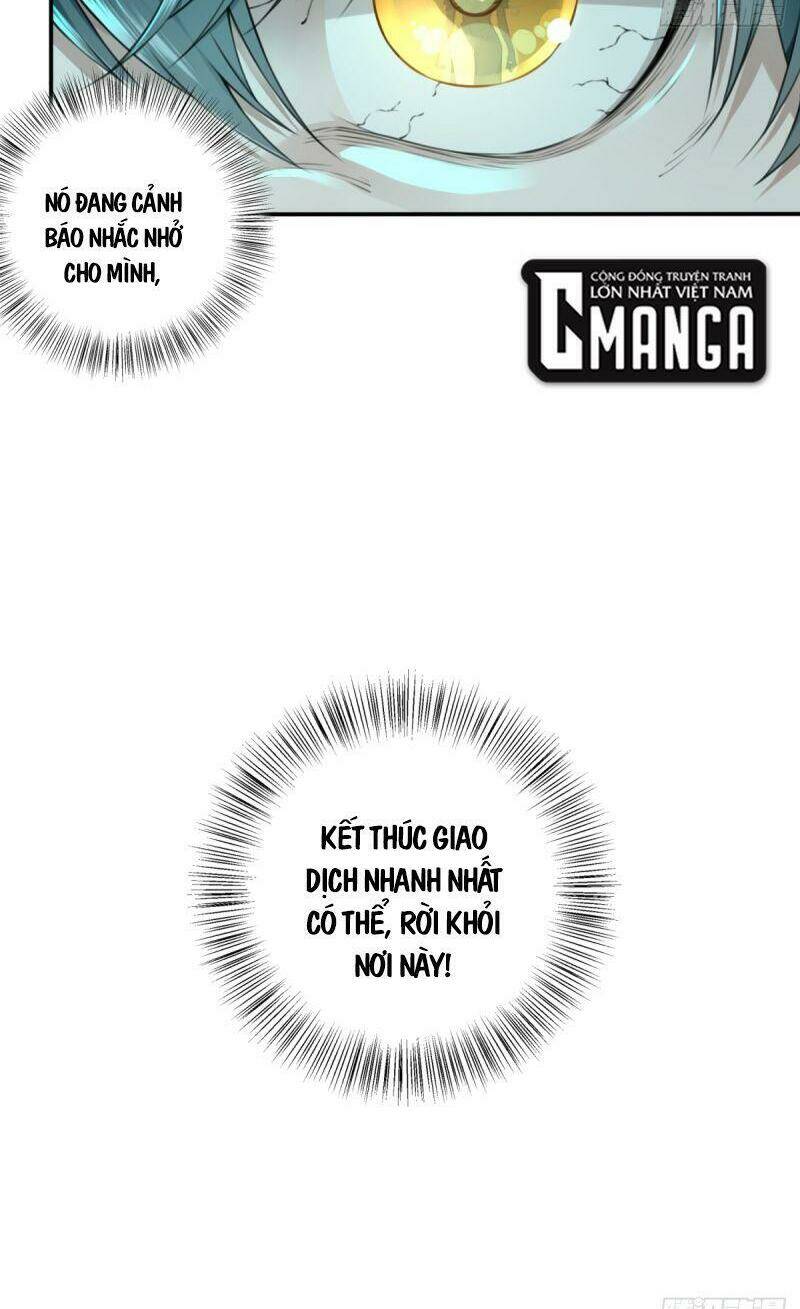 NÓ ĐANG CẢNH
BÁO NHẮC NHỞ
CHO MÌNH,
CỘNG ĐỒNG TRUYỆN TRANH
LỚN NHẤT VIỆT NAM
CMANGA
KẾT THÚC GIAO
DỊCH NHANH NHẤT
CÓ THỂ, RỜI KHỎI
NƠI NÀY!